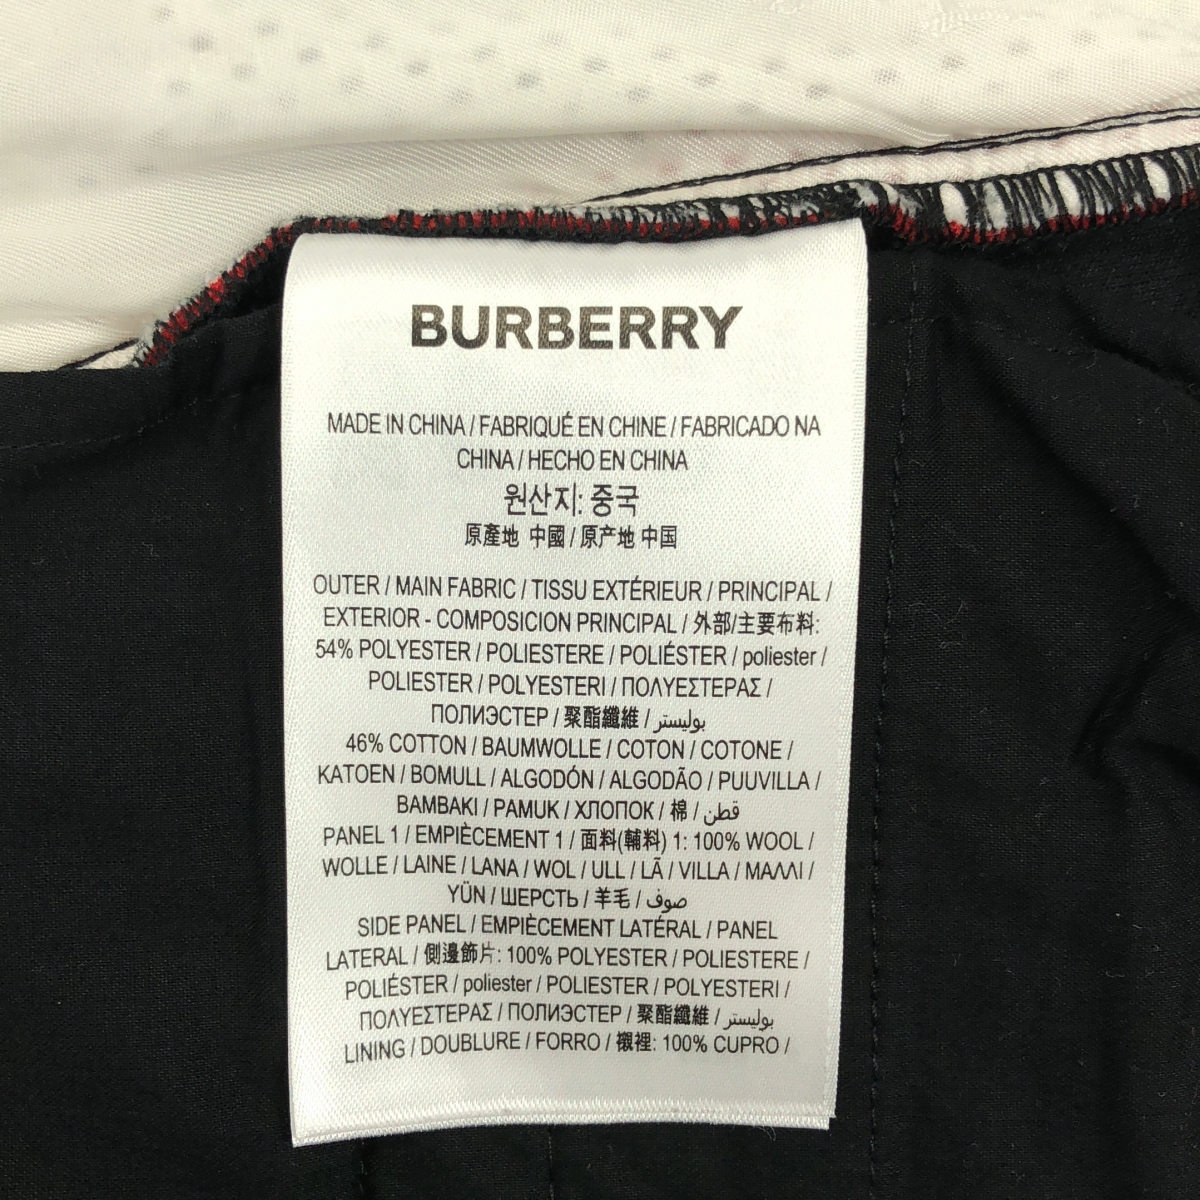 BURBERRY
MADE IN CHINA / FABRIQUÉ EN CHINE / FABRICADO NA
CHINA / HECHO EN CHINA
원산지: 중국
原產地 中國 / 原产地 中国
OUTER / MAIN FABRIC / TISSU EXTÉRIEUR / PRINCIPAL /
EXTERIOR - COMPOSICION PRINCIPAL / 外部/主要布料:
54% POLYESTER / POLIESTERE / POLIÉSTER / poliester /
POLIESTER / POLYESTERI / ΠΟΛΥΕΣΤΕΡΑΣ /
ПОЛИЭСТЕР / 聚酯纖維 / بوليستر
46% COTTON / BAUMWOLLE / COTON / COTONE /
KATOEN / BOMULL / ALGODÓN / ALGODÃO / PUUVILLA /
BAMBAKI / PAMUK / ХЛОПОК / 棉 / قطن
PANEL 1 / EMPIÈCEMENT 1 / 面料(輔料) 1: 100% WOOL /
WOLLE / LAINE / LANA / WOL / ULL / LÃ / VILLA / ΜΑΛΛΙ /
YÜN / ШЕРСТЬ / 羊毛 / صوف
SIDE PANEL / EMPIÈCEMENT LATÉRAL / PANEL
LATERAL / 側邊飾片: 100% POLYESTER / POLIESTERE /
POLIÉSTER / poliester / POLIESTER / POLYESTERI /
ΠΟΛΥΕΣΤΕΡΑΣ / ПОЛИЭСТЕР / 聚酯纖維 / بوليستر
LINING / DOUBLURE / FORRO / 襯裡: 100% CUPRO /